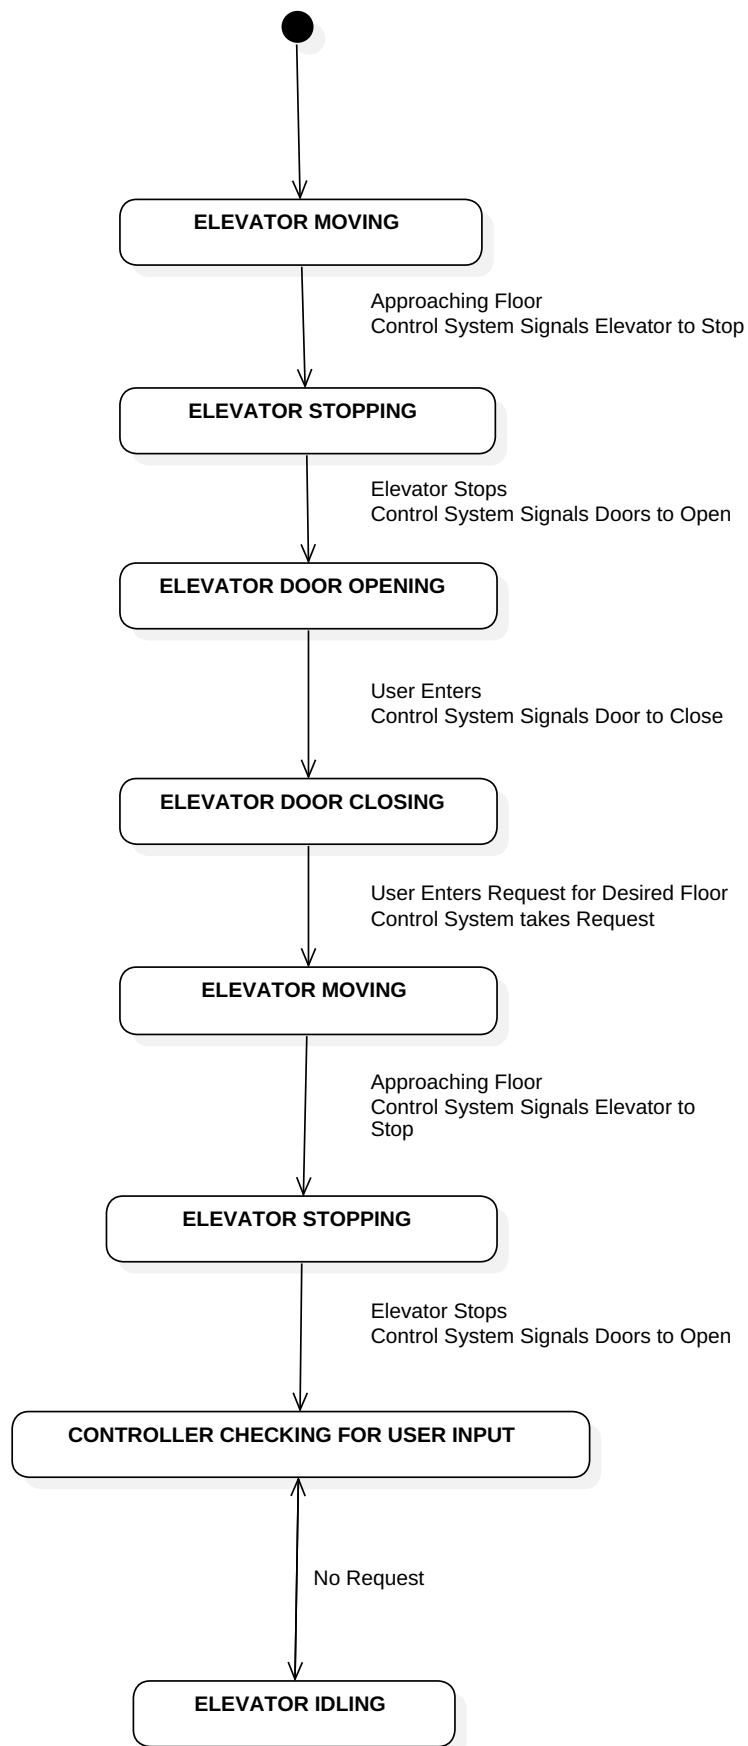 ELEVATOR MOVING
Approaching Floor
Control System Signals Elevator to Stop
ELEVATOR STOPPING
Elevator Stops
Control System Signals Doors to Open
ELEVATOR DOOR OPENING
User Enters
Control System Signals Door to Close
ELEVATOR DOOR CLOSING
User Enters Request for Desired Floor
Control System takes Request
ELEVATOR MOVING
Approaching Floor
Control System Signals Elevator to
Stop
ELEVATOR STOPPING
Elevator Stops
Control System Signals Doors to Open
CONTROLLER CHECKING FOR USER INPUT
No Request
ELEVATOR IDLING